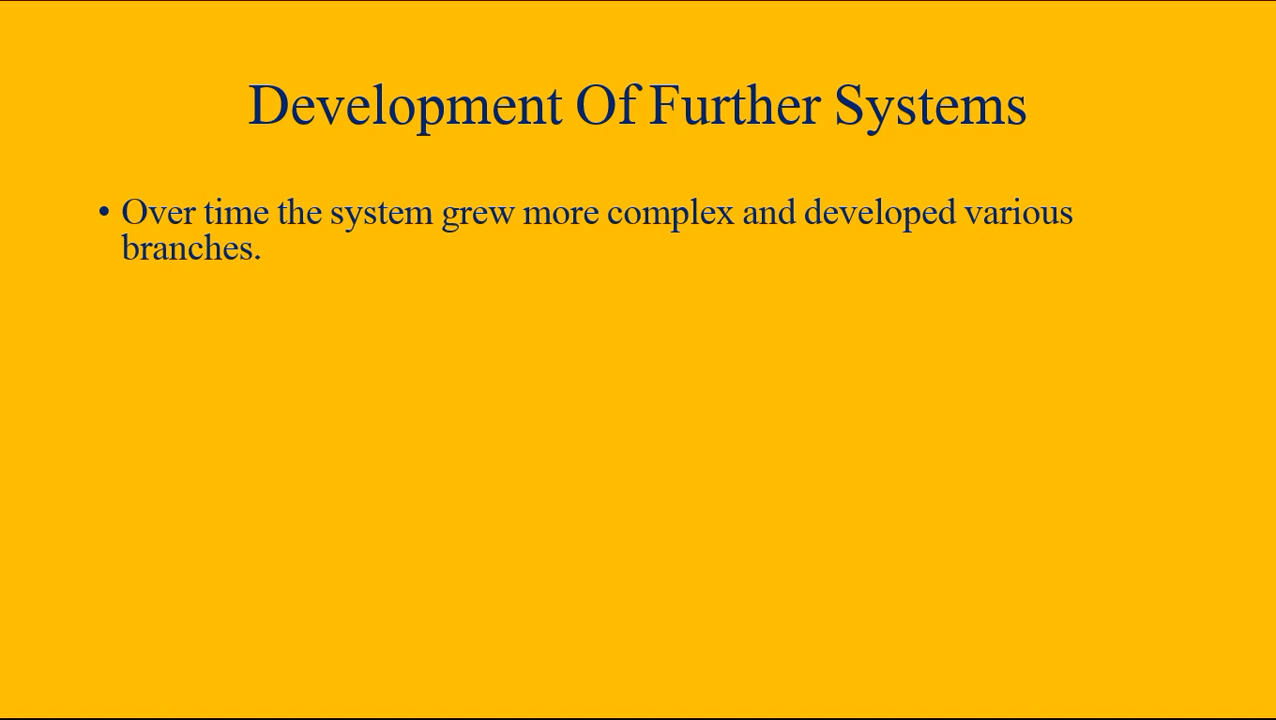 Development Of Further Systems
• Over time the system grew more complex and developed various
branches.